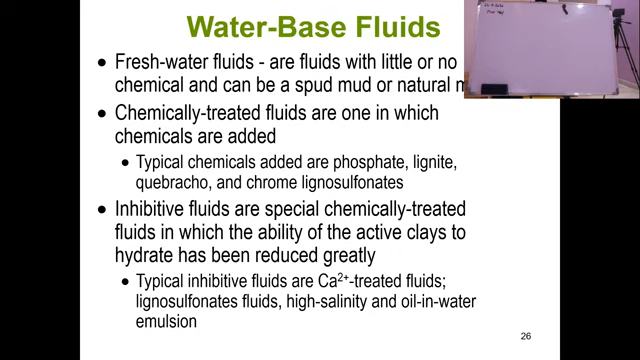 Water-Base Fluids
• Fresh-water fluids - are fluids with little or no
chemical and can be a spud mud or natural
• Chemically-treated fluids are one in which
chemicals are added
• Typical chemicals added are phosphate, lignite,
quebracho, and chrome lignosulfonates
• Inhibitive fluids are special chemically-treated
fluids in which the ability of the active clays to
hydrate has been reduced greatly
• Typical inhibitive fluids are Ca²⁺-treated fluids;
lignosulfonates fluids, high-salinity and oil-in-water
emulsion
26